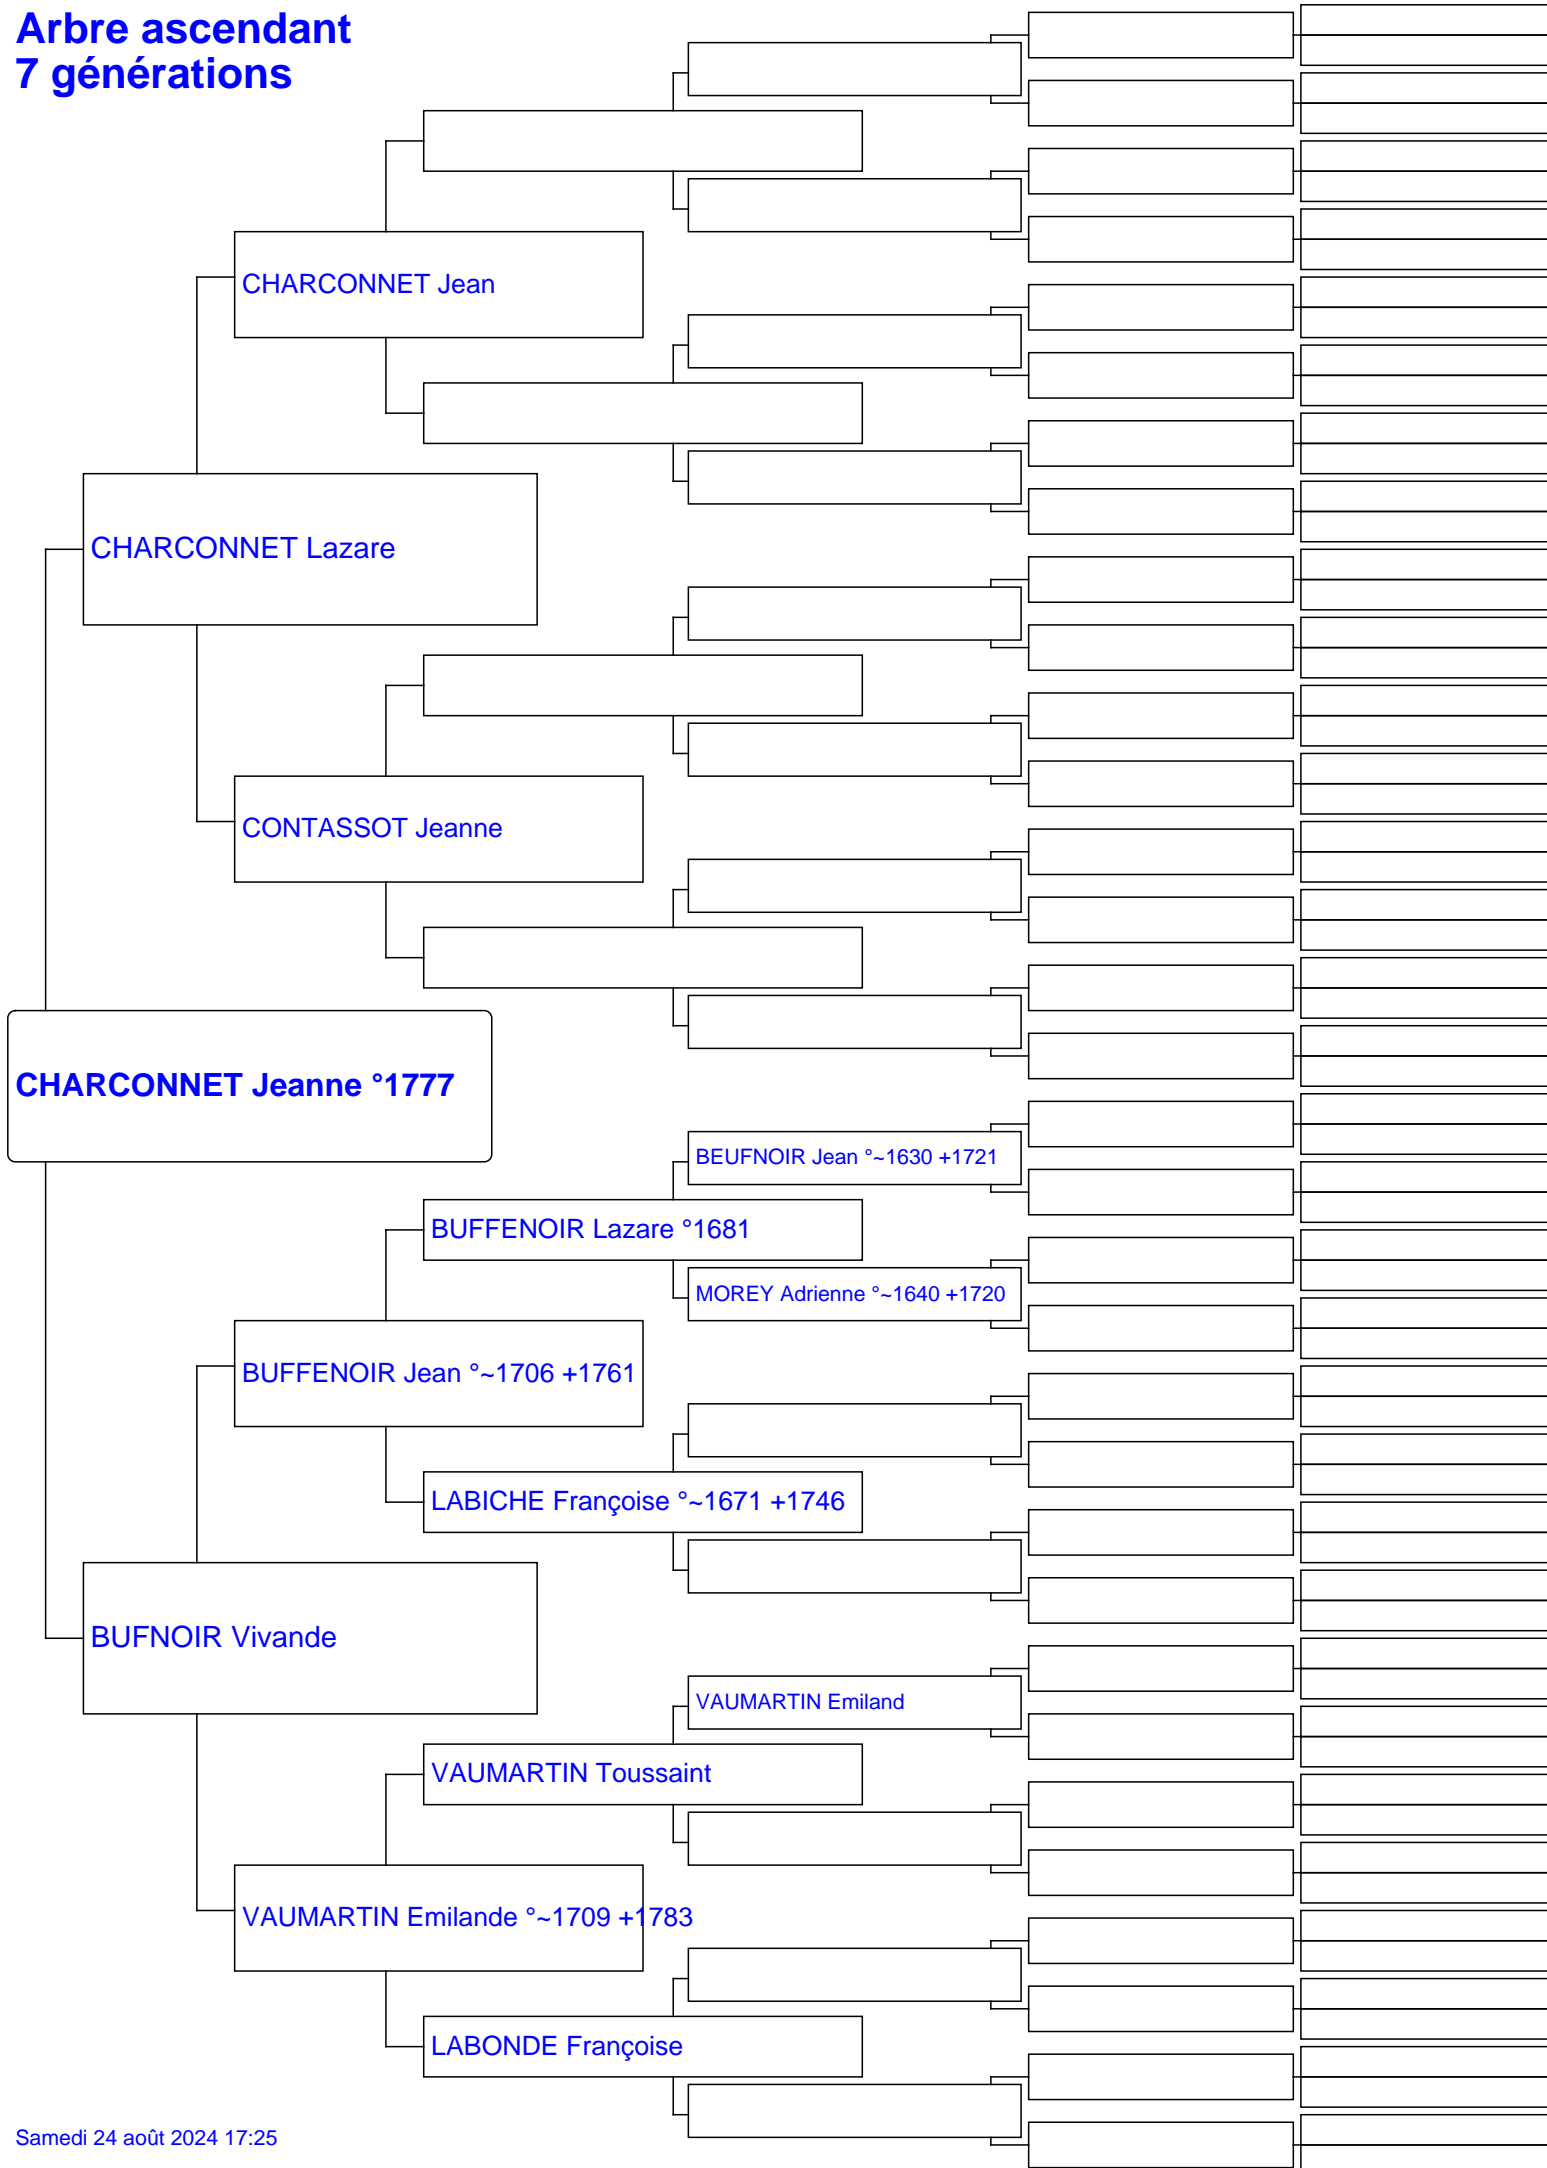 Arbre ascendant
7 générations
CHARCONNET Jean
CHARCONNET Lazare
CONTASSOT Jeanne
CHARCONNET Jeanne °1777
BEUFNOIR Jean °~1630 +1721
BUFFENOIR Lazare °1681
MOREY Adrienne °~1640 +1720
BUFFENOIR Jean °~1706 +1761
LABICHE Françoise °~1671 +1746
BUFNOIR Vivande
VAUMARTIN Emiland
VAUMARTIN Toussaint
VAUMARTIN Emilande °~1709 +1783
LABONDE Françoise
Samedi 24 août 2024 17:25